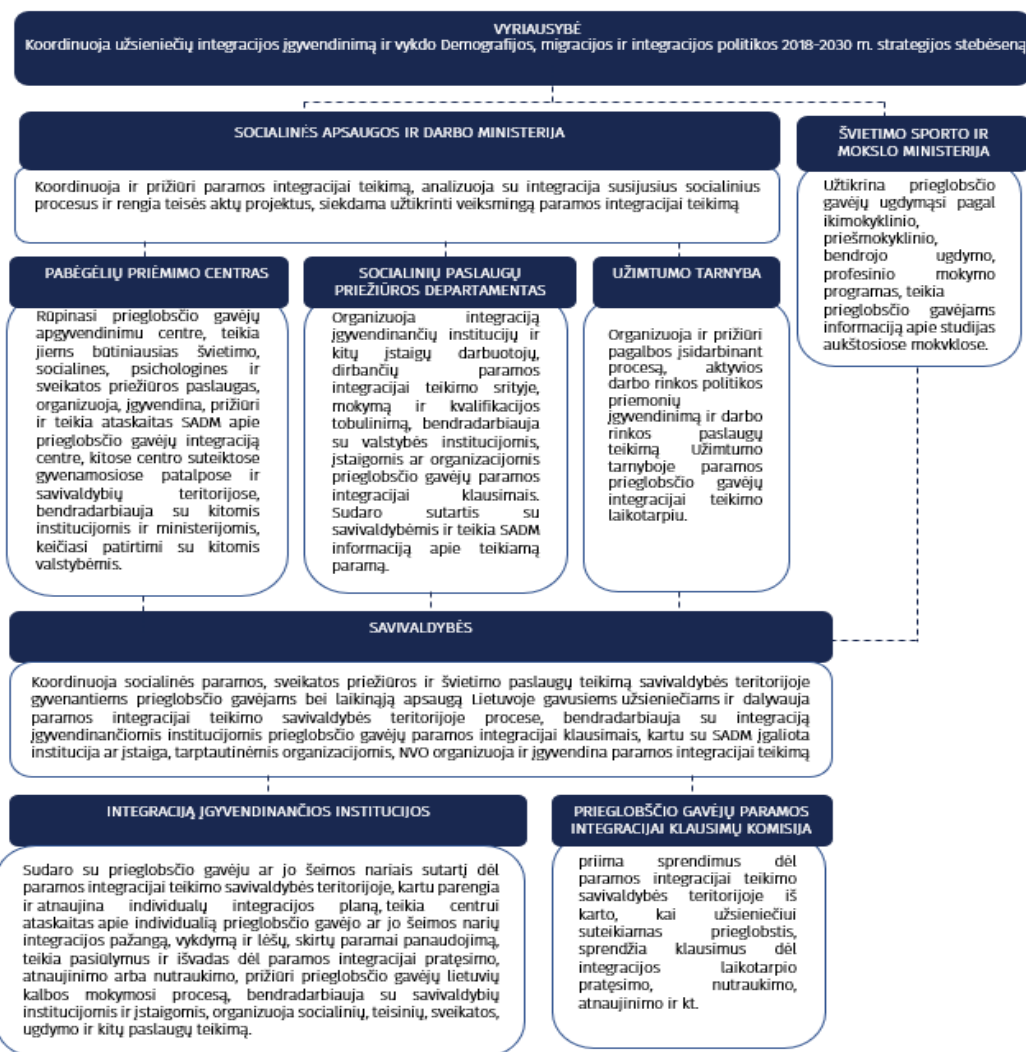 VYRIAUSYBĖ
Koordinuoja užsieniečių integracijos įgyvendinimą ir vykdo Demografijos, migracijos ir integracijos politikos 2018-2030 m. strategijos stebėseną
SOCIALINĖS APSAUGOS IR DARBO MINISTERIJA
Koordinuoja ir prižiūri paramos integracijai teikimą, analizuoja su integracija susijusius socialinius
procesus ir rengia teisės aktų projektus, siekdama užtikrinti veiksmingą paramos integracijai teikimą
ŠVIETIMO SPORTO IR
MOKSLO MINISTERIJA
Užtikrina prieglobsčio
gavėjų ugdymąsi pagal
ikimokyklinio,
priešmokyklinio,
bendrojo ugdymo,
profesinio mokymo
programas, teikia
prieglobsčio gavėjams
informaciją apie studijas
aukštosiose mokyklose.
PABĖGĖLIŲ PRIĖMIMO CENTRAS
Rūpinasi prieglobsčio gavėjų
apgyvendinimu centre, teikia
jiems būtiniausias švietimo,
socialines, psichologines ir
sveikatos priežiūros paslaugas,
organizuoja, įgyvendina, prižiūri
ir teikia ataskaitas SADM apie
prieglobsčio gavėjų integraciją
centre, kitose centro suteiktose
gyvenamosiose patalpose ir
savivaldybių teritorijose,
bendradarbiauja su kitomis
institucijomis ir ministerijomis,
keičiasi patirtimi su kitomis
valstybėmis.
SOCIALINIŲ PASLAUGŲ
PRIEŽIŪROS DEPARTAMENTAS
Organizuoja integraciją
įgyvendinančių institucijų ir
kitų įstaigų darbuotojų,
dirbančių paramos
integracijai teikimo srityje,
mokymą ir kvalifikacijos
tobulinimą, bendradarbiauja
su valstybės institucijomis,
įstaigomis ar organizacijomis
prieglobsčio gavėjų paramos
integracijai klausimais.
Sudaro sutartis su
savivaldybėmis ir teikia SADM
informaciją apie teikiamą
paramą.
UŽIMTUMO TARNYBA
Organizuoja ir prižiūri
pagalbos įsidarbinant
procesą, aktyvios
darbo rinkos politikos
priemonių
įgyvendinimą ir darbo
rinkos paslaugų
teikimą Užimtumo
tarnyboje paramos
prieglobsčio gavėjų
integracijai teikimo
laikotarpiu.
SAVIVALDYBĖS
Koordinuoja socialinės paramos, sveikatos priežiūros ir švietimo paslaugų teikimą savivaldybės teritorijoje
gyvenantiems prieglobsčio gavėjams bei laikinąją apsaugą Lietuvoje gavusiems užsieniečiams ir dalyvauja
paramos integracijai teikimo savivaldybės teritorijoje procese, bendradarbiauja su integraciją
įgyvendinančiomis institucijomis prieglobsčio gavėjų paramos integracijai klausimais, kartu su SADM įgaliota
institucija ar įstaiga, tarptautinėmis organizacijomis, NVO organizuoja ir įgyvendina paramos integracijai teikimą
INTEGRACIJĄ ĮGYVENDINANČIOS INSTITUCIJOS
Sudaro su prieglobsčio gavėju ar jo šeimos nariais sutartį dėl
paramos integracijai teikimo savivaldybės teritorijoje, kartu parengia
ir atnaujina individualų integracijos planą, teikia centrui
ataskaitas apie individualią prieglobsčio gavėjo ar jo šeimos narių
integracijos pažangą, vykdymą ir lėšų, skirtų paramai panaudojimą,
teikia pasiūlymus ir išvadas dėl paramos integracijai pratęsimo,
atnaujinimo arba nutraukimo, prižiūri prieglobsčio gavėjų lietuvių
kalbos mokymosi procesą, bendradarbiauja su savivaldybių
institucijomis ir įstaigomis, organizuoja socialinių, teisinių, sveikatos,
ugdymo ir kitų paslaugų teikimą.
PRIEGLOBŠČIO GAVĖJŲ PARAMOS
INTEGRACIJAI KLAUSIMŲ KOMISIJA
priima sprendimus dėl
paramos integracijai teikimo
savivaldybės teritorijoje iš
karto, kai užsieniečiui
suteikiamas prieglobstis,
sprendžia klausimus dėl
integracijos laikotarpio
pratęsimo, nutraukimo,
atnaujinimo ir kt.